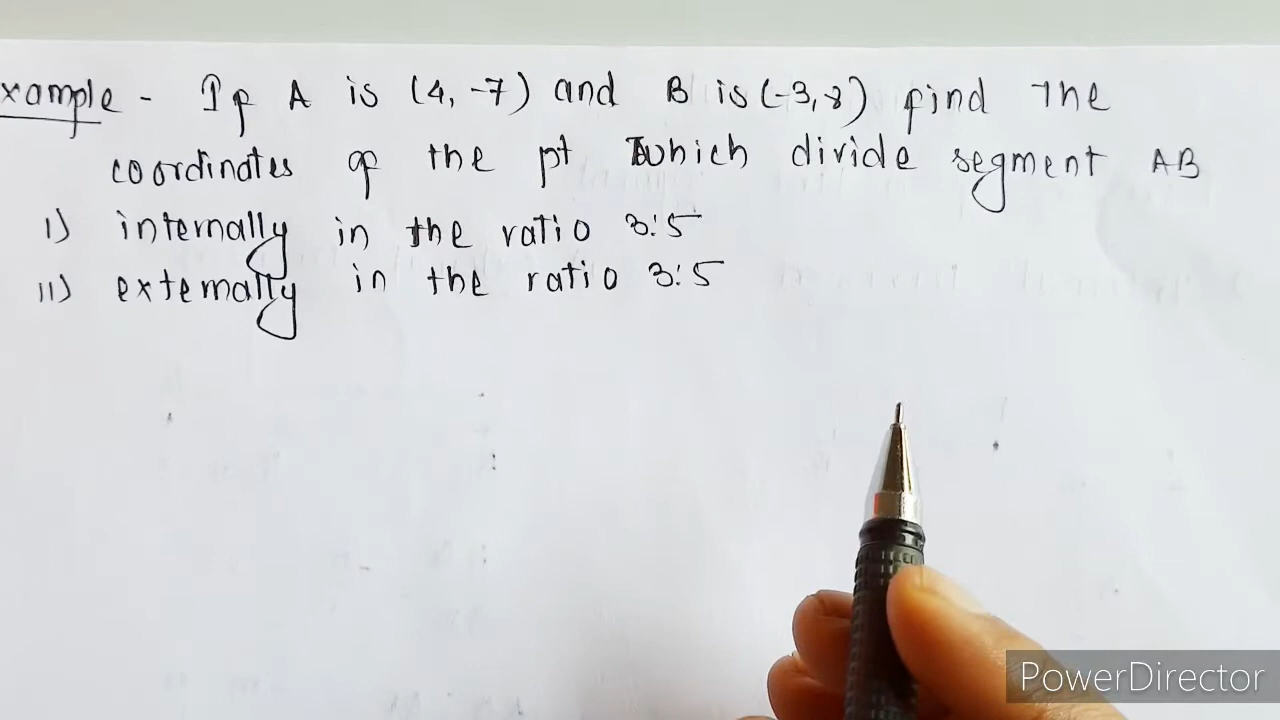 xample - If A is (4, -7) and B is (-3, 8) find The
coordinates of the pt which divide segment AB
i) internally in the ratio 3:5
ii) externally in the ratio 3:5
PowerDirector